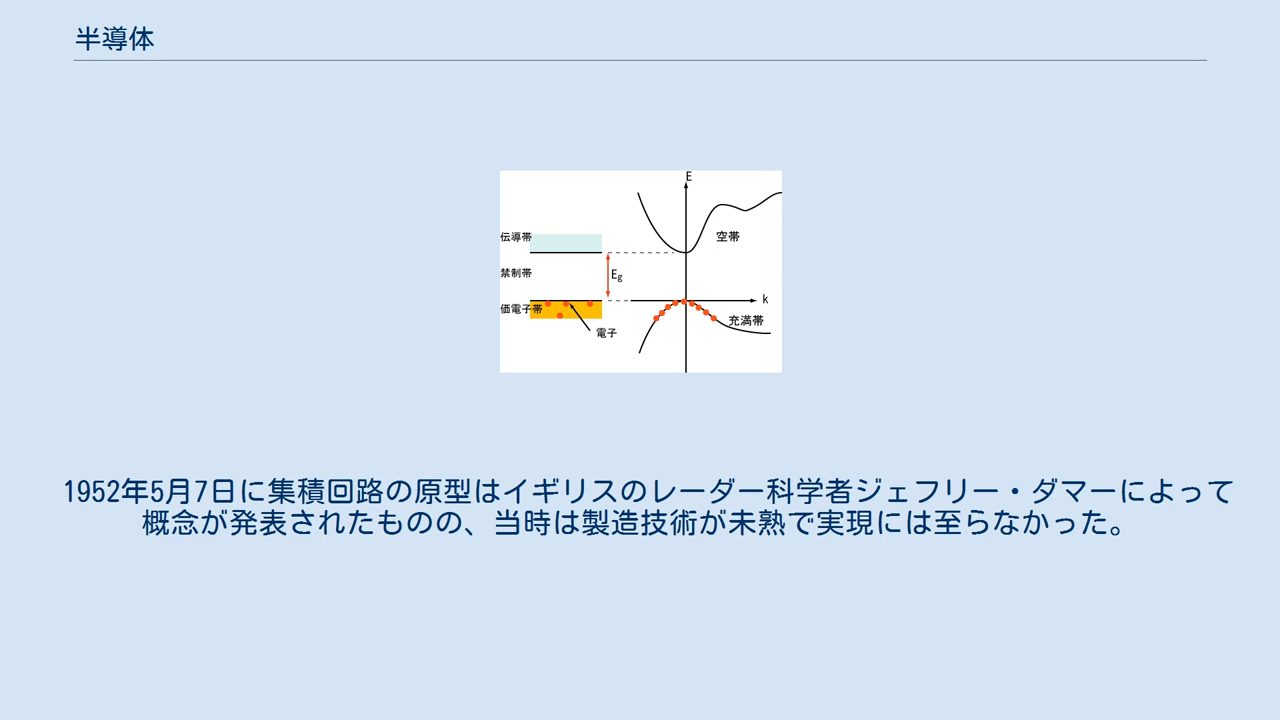 半導体
E
伝導帯
空帯
禁制帯
Eg
k
価電子帯
充満帯
電子
1952年5月7日に集積回路の原型はイギリスのレーダー科学者ジェフリー・ダマーによって
概念が発表されたものの、当時は製造技術が未熟で実現には至らなかった。